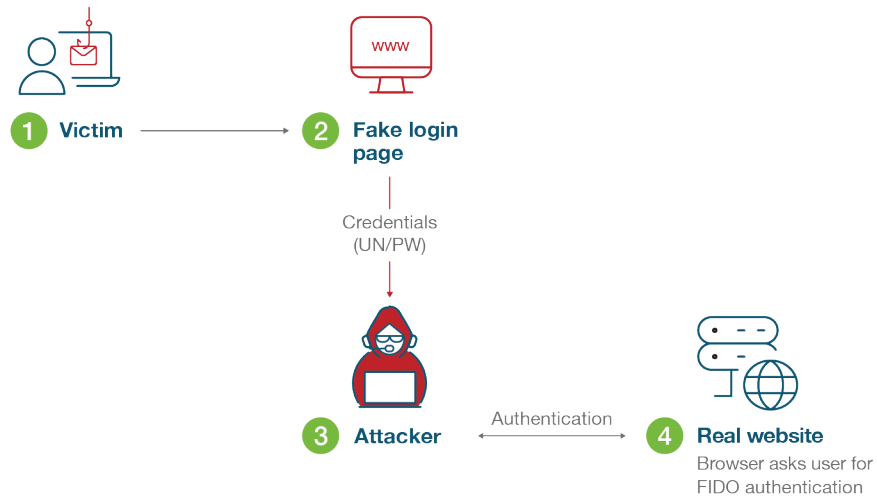 www
1 Victim
2 Fake login
page
Credentials
(UN/PW)
3 Attacker
Authentication
4 Real website
Browser asks user for
FIDO authentication